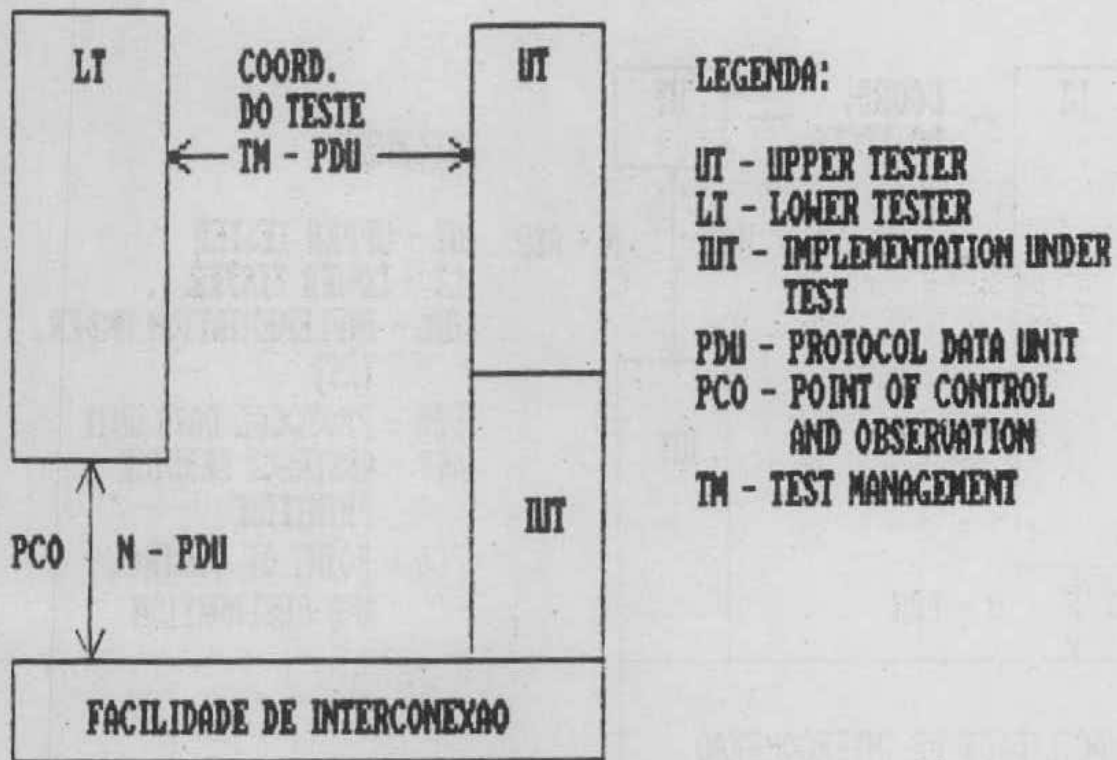 LT
COORD.
DO TESTE
TM - PDU
UT
LEGENDA:
UT - UPPER TESTER
LT - LOWER TESTER
IUT - IMPLEMENTATION UNDER
TEST
PDU - PROTOCOL DATA UNIT
PCO - POINT OF CONTROL
AND OBSERVATION
TM - TEST MANAGEMENT
IUT
PCO
N - PDU
FACILIDADE DE INTERCONEXAO